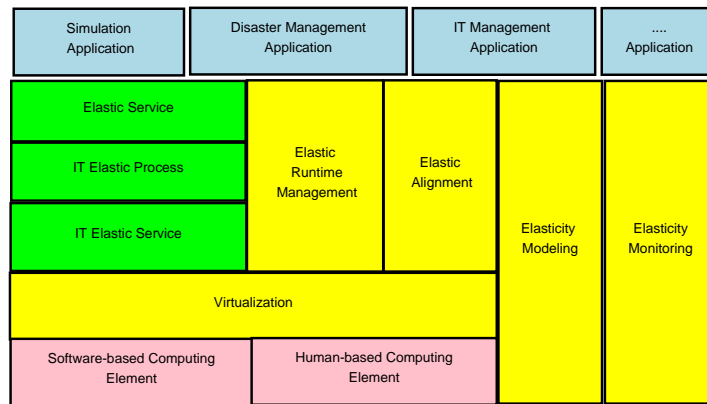 Simulation
Application
Disaster Management
Application
IT Management
Application
....
Application
Elastic Service
IT Elastic Process
IT Elastic Service
Elastic
Runtime
Management
Elastic
Alignment
Elasticity
Modeling
Elasticity
Monitoring
Virtualization
Software-based Computing
Element
Human-based Computing
Element